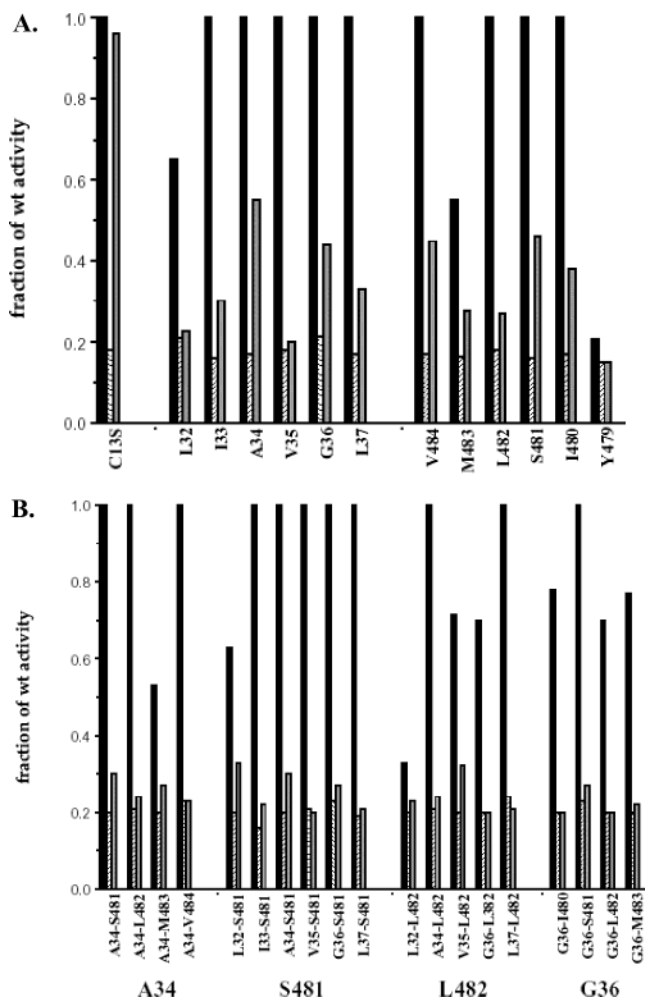 A.
fraction of wt activity
1.0
0.8
0.6
0.4
0.2
0.0
C13S
L32
I33
A34
V35
G36
L37
V484
M483
L482
S481
I480
Y479
B.
fraction of wt activity
1.0
0.8
0.6
0.4
0.2
0.0
A34-S481
A34-L482
A34-M483
A34-V484
L32-S481
I33-S481
A34-S481
V35-S481
G36-S481
L37-S481
L32-L482
A34-L482
V35-L482
G36-L382
L37-L482
G36-I480
G36-S481
G36-L482
G36-M483
A34 S481 L482 G36